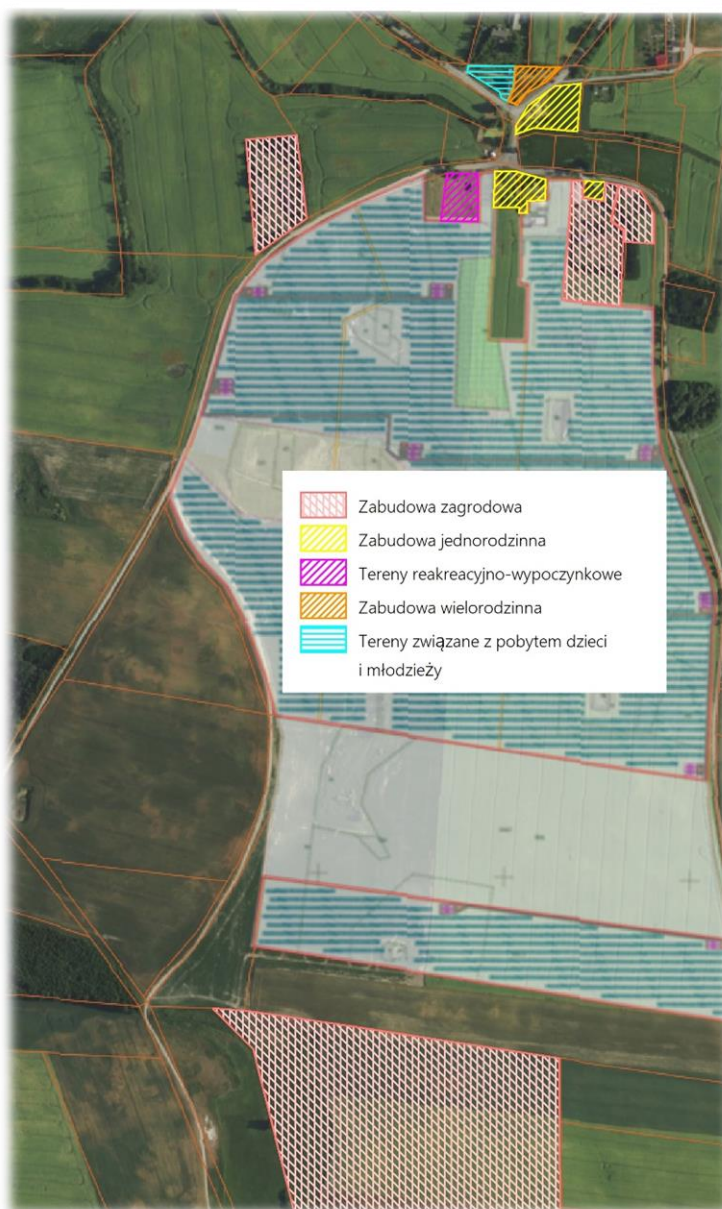 Zabudowa zagrodowa
Zabudowa jednorodzinna
Tereny reakreacyjno-wypoczynkowe
Zabudowa wielorodzinna
Tereny związane z pobytem dzieci
i młodzieży